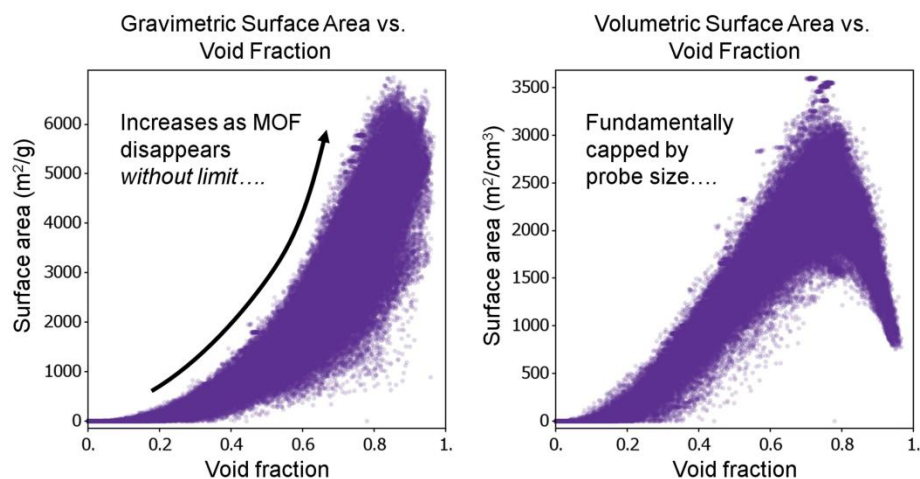 Gravimetric Surface Area vs.
Void Fraction
Surface area (m²/g)
6000
5000
4000
3000
2000
1000
0
Increases as MOF
disappears
without limit….
0.
0.2
0.4
0.6
0.8
1.
Void fraction
Volumetric Surface Area vs.
Void Fraction
Surface area (m²/cm³)
3500
3000
2500
2000
1500
1000
500
0
Fundamentally
capped by
probe size….
0.
0.2
0.4
0.6
0.8
1.
Void fraction